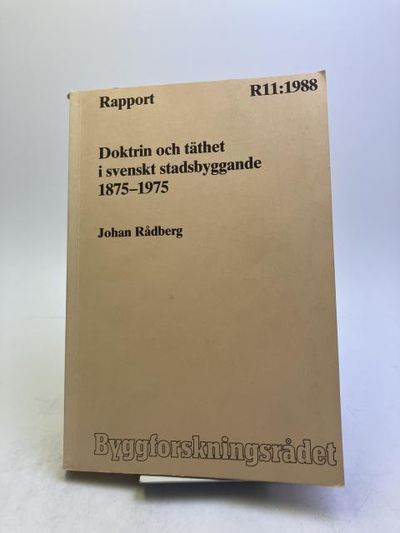 Rapport
R11:1988
Doktrin och täthet
i svenskt stadsbyggande
1875–1975
Johan Rådberg
Byggforskningsrådet